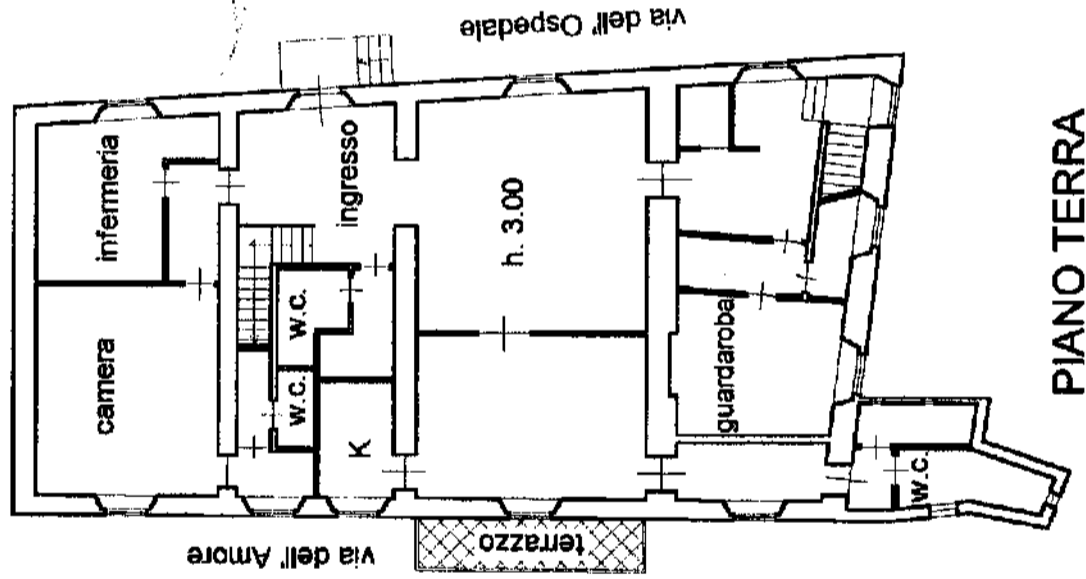 via dell' Ospedale
infermeria
camera
ingresso
w.c.
w.c.
K
h. 3.00
guardaroba
w.c.
via dell' Amore
terrazzo
PIANO TERRA